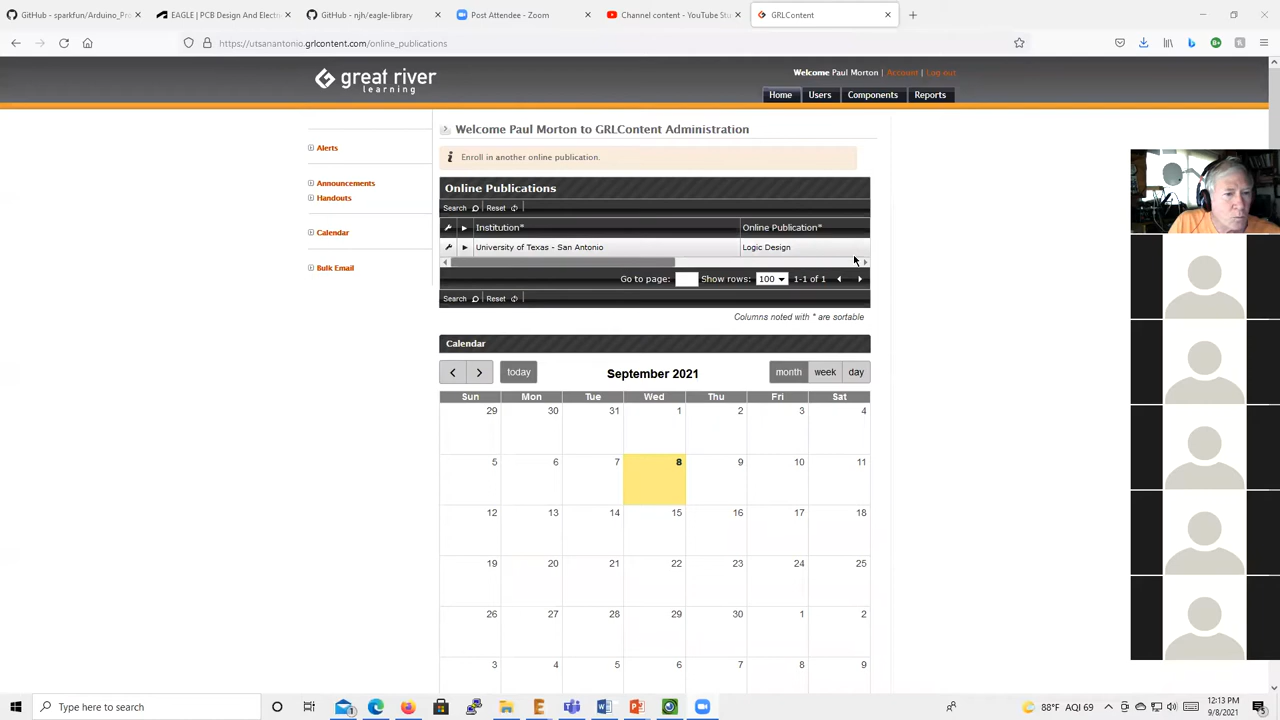 GitHub - sparkfun/Arduino_Pro
EAGLE | PCB Design And Electr
GitHub - njh/eagle-library
Post Attendee - Zoom
Channel content - YouTube Stu
GRLContent
https://utsanantonio.grlcontent.com/online_publications
great river
learning
Welcome Paul Morton | Account | Log out
Home Users Components Reports
Alerts
Announcements
Handouts
Calendar
Bulk Email
Welcome Paul Morton to GRLContent Administration
Enroll in another online publication.
Online Publications
Search Reset
Institution* Online Publication*
University of Texas - San Antonio Logic Design
Go to page: Show rows: 100 1-1 of 1
Search Reset
Columns noted with * are sortable
Calendar
today September 2021 month week day
Sun Mon Tue Wed Thu Fri Sat
29 30 31 1 2 3 4
5 6 7 8 9 10 11
12 13 14 15 16 17 18
19 20 21 22 23 24 25
26 27 28 29 30 1 2
3 4 5 6 7 8 9
Type here to search
88°F AQI 69
12:13 PM
9/8/2021